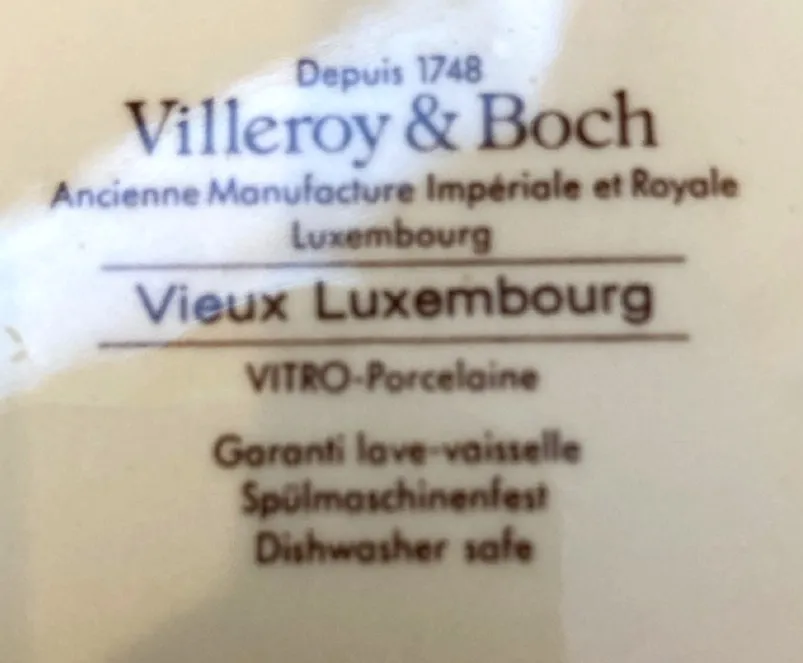 Depuis 1748
Villeroy & Boch
Ancienne Manufacture Impériale et Royale
Luxembourg
Vieux Luxembourg
VITRO-Porcelaine
Garanti lave-vaisselle
Spülmaschinenfest
Dishwasher safe